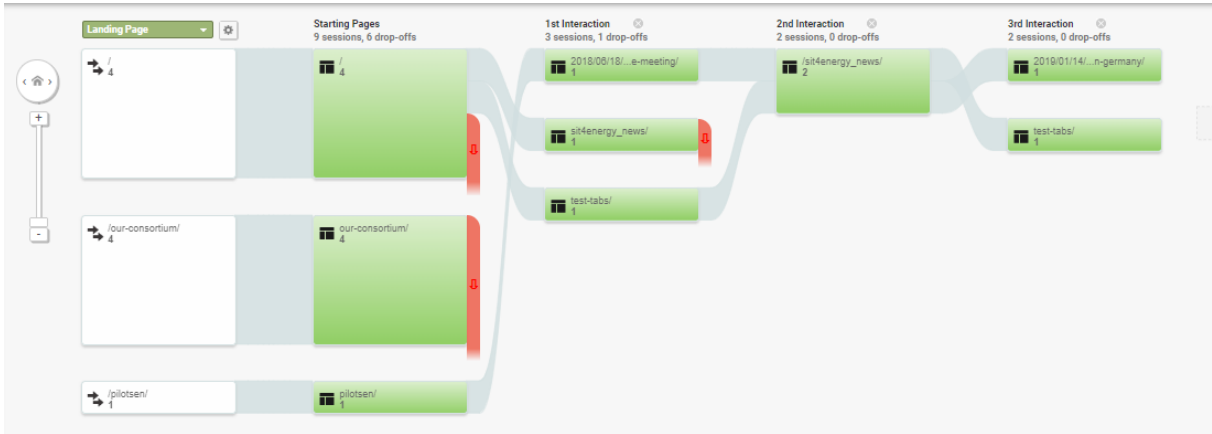 Landing Page
Starting Pages
9 sessions, 6 drop-offs
1st Interaction
3 sessions, 1 drop-offs
2nd Interaction
2 sessions, 0 drop-offs
3rd Interaction
2 sessions, 0 drop-offs
/
4
/
4
2018/06/18/...e-meeting/
1
/sit4energy_news/
2
2019/01/14/...n-germany/
1
sit4energy_news/
1
test-tabs/
1
test-tabs/
1
/our-consortium/
4
our-consortium/
4
/pilotsen/
1
pilotsen/
1